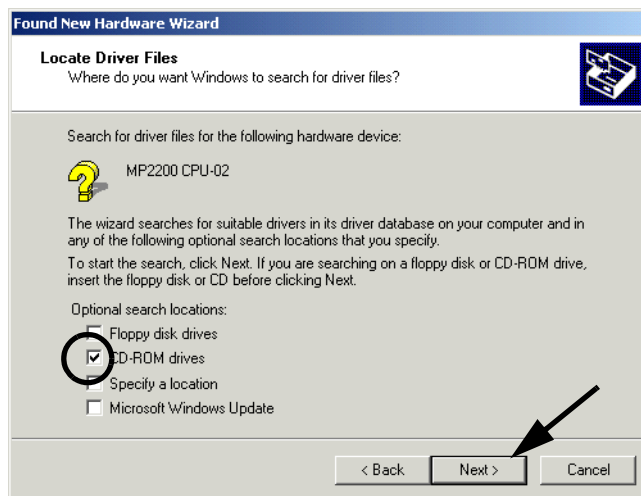 Found New Hardware Wizard
Locate Driver Files
Where do you want Windows to search for driver files?
Search for driver files for the following hardware device:
MP2200 CPU-02
The wizard searches for suitable drivers in its driver database on your computer and in
any of the following optional search locations that you specify.
To start the search, click Next. If you are searching on a floppy disk or CD-ROM drive,
insert the floppy disk or CD before clicking Next.
Optional search locations:
Floppy disk drives
CD-ROM drives
Specify a location
Microsoft Windows Update
< Back Next > Cancel